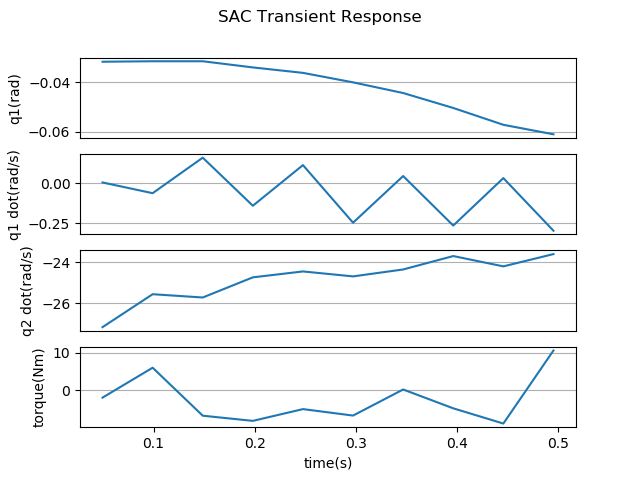 SAC Transient Response
q1(rad)
−0.04
−0.06
q1 dot(rad/s)
0.00
−0.25
q2 dot(rad/s)
−24
−26
torque(Nm)
10
0
0.1 0.2 0.3 0.4 0.5
time(s)